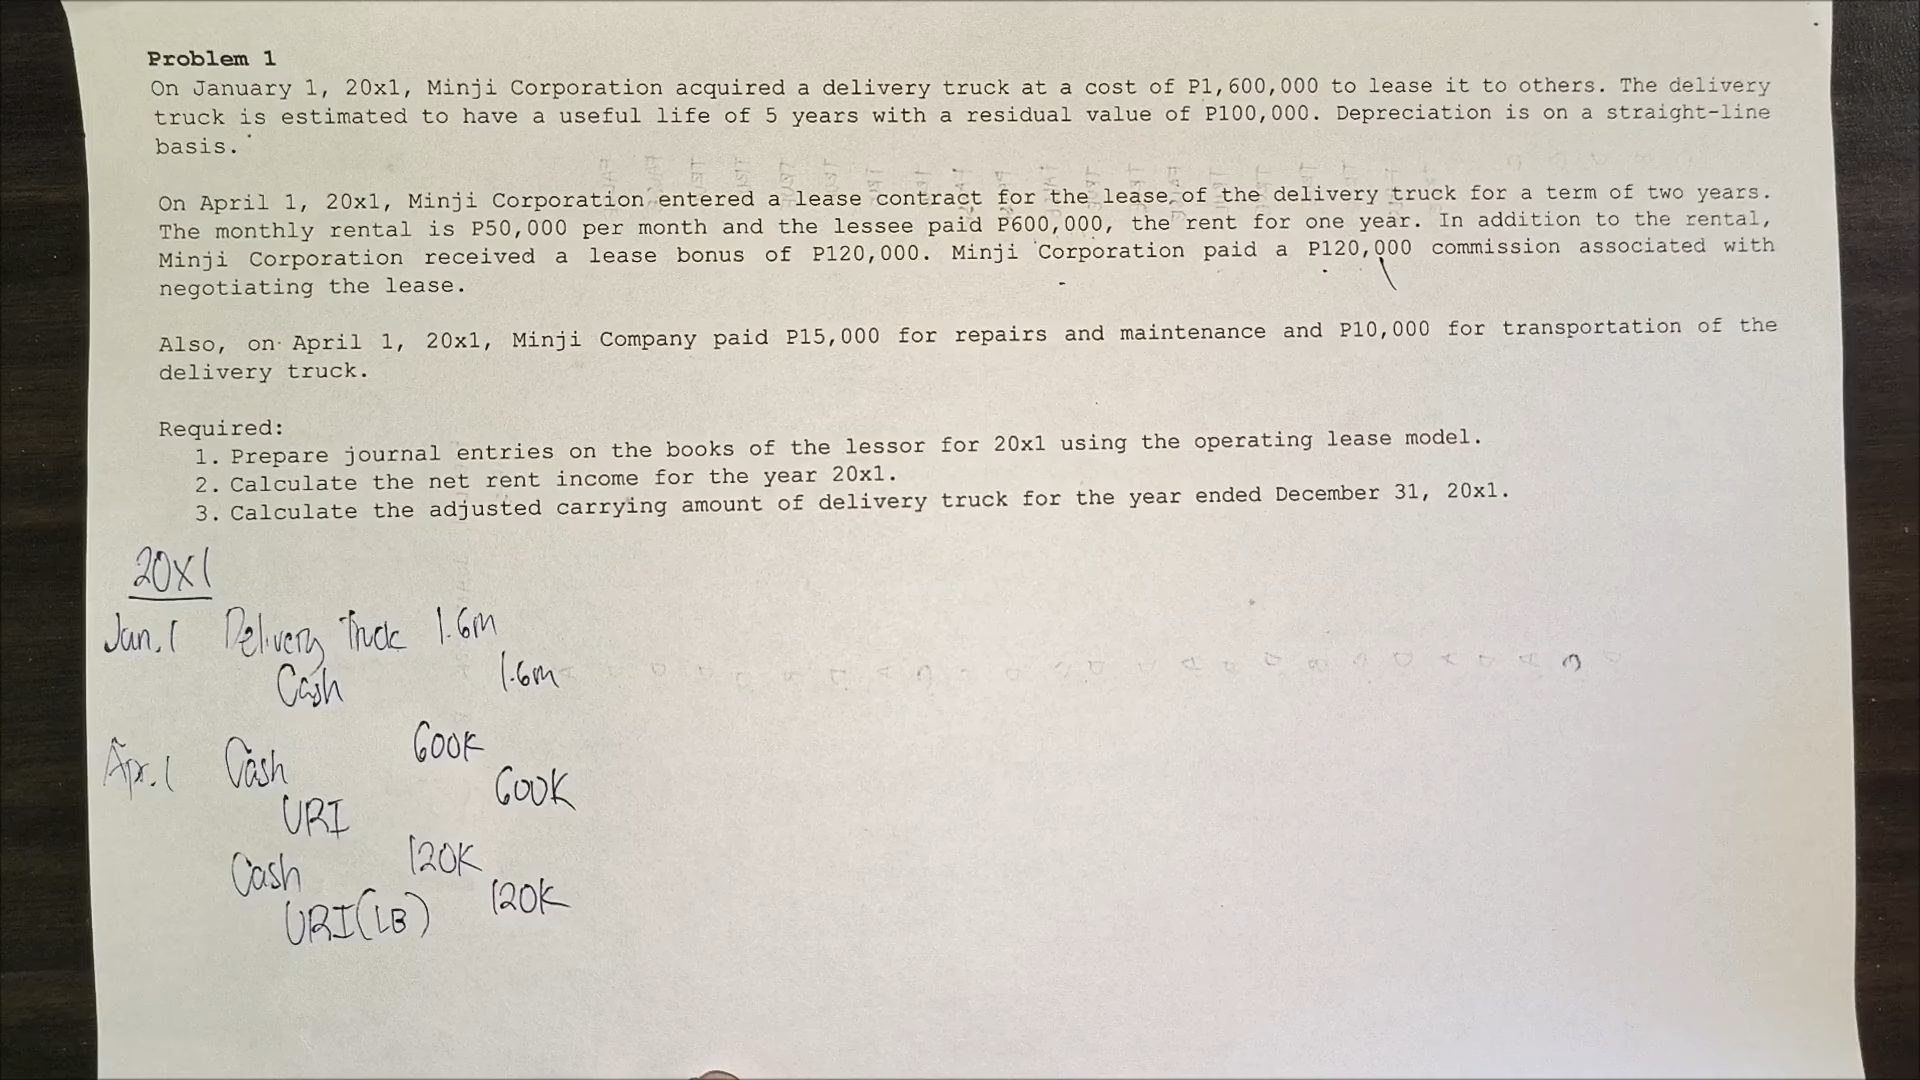 Problem 1
On January 1, 20x1, Minji Corporation acquired a delivery truck at a cost of P1,600,000 to lease it to others. The delivery
truck is estimated to have a useful life of 5 years with a residual value of P100,000. Depreciation is on a straight-line
basis.
On April 1, 20x1, Minji Corporation entered a lease contract for the lease of the delivery truck for a term of two years.
The monthly rental is P50,000 per month and the lessee paid P600,000, the rent for one year. In addition to the rental,
Minji Corporation received a lease bonus of P120,000. Minji Corporation paid a P120,000 commission associated with
negotiating the lease.
Also, on April 1, 20x1, Minji Company paid P15,000 for repairs and maintenance and P10,000 for transportation of the
delivery truck.
Required:
1. Prepare journal entries on the books of the lessor for 20x1 using the operating lease model.
2. Calculate the net rent income for the year 20x1.
3. Calculate the adjusted carrying amount of delivery truck for the year ended December 31, 20x1.
20x1
Jan. 1 Delivery Truck 1.6m
Cash 1.6m
Apr. 1 Cash 600K
URI 600K
Cash 120K
URI (LB) 120K